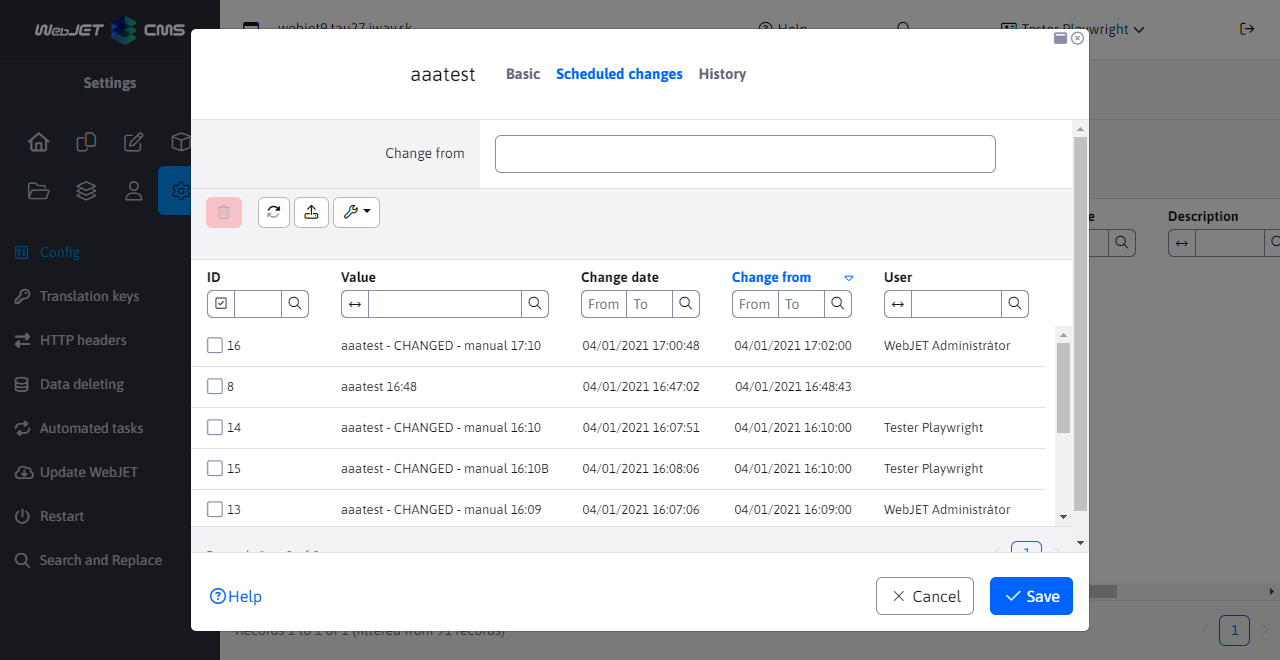 WebJET CMS
webjet9.tau27.iway.sk
Help
Tester Playwright
Settings
Config
Translation keys
HTTP headers
Data deleting
Automated tasks
Update WebJET
Restart
Search and Replace
aaatest
Basic
Scheduled changes
History
Change from
ID
Value
Change date
Change from
User
From
To
From
To
16 aaatest - CHANGED - manual 17:10 04/01/2021 17:00:48 04/01/2021 17:02:00 WebJET Administrátor
8 aaatest 16:48 04/01/2021 16:47:02 04/01/2021 16:48:43
14 aaatest - CHANGED - manual 16:10 04/01/2021 16:07:51 04/01/2021 16:10:00 Tester Playwright
15 aaatest - CHANGED - manual 16:10B 04/01/2021 16:08:06 04/01/2021 16:10:00 Tester Playwright
13 aaatest - CHANGED - manual 16:09 04/01/2021 16:07:06 04/01/2021 16:09:00 WebJET Administrátor
1
Help
Cancel
Save
Description
Records 1 to 1 of 1 (filtered from 91 records)
1